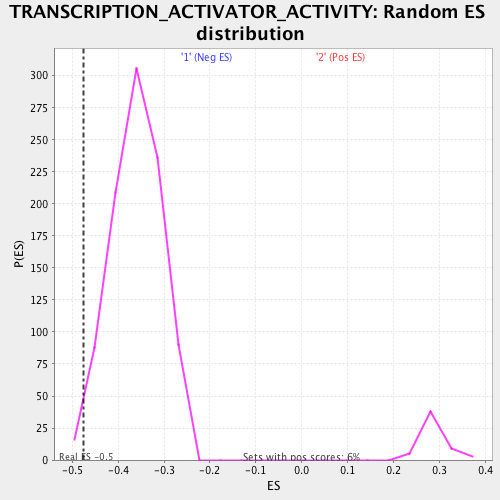 TRANSCRIPTION_ACTIVATOR_ACTIVITY: Random ES
distribution
'1' (Neg ES) '2' (Pos ES)
P(ES)
300
275
250
225
200
175
150
125
100
75
50
25
0
Real ES -0.5 Sets with pos scores: 6%
-0.5 -0.4 -0.3 -0.2 -0.1 0.0 0.1 0.2 0.3 0.4
ES